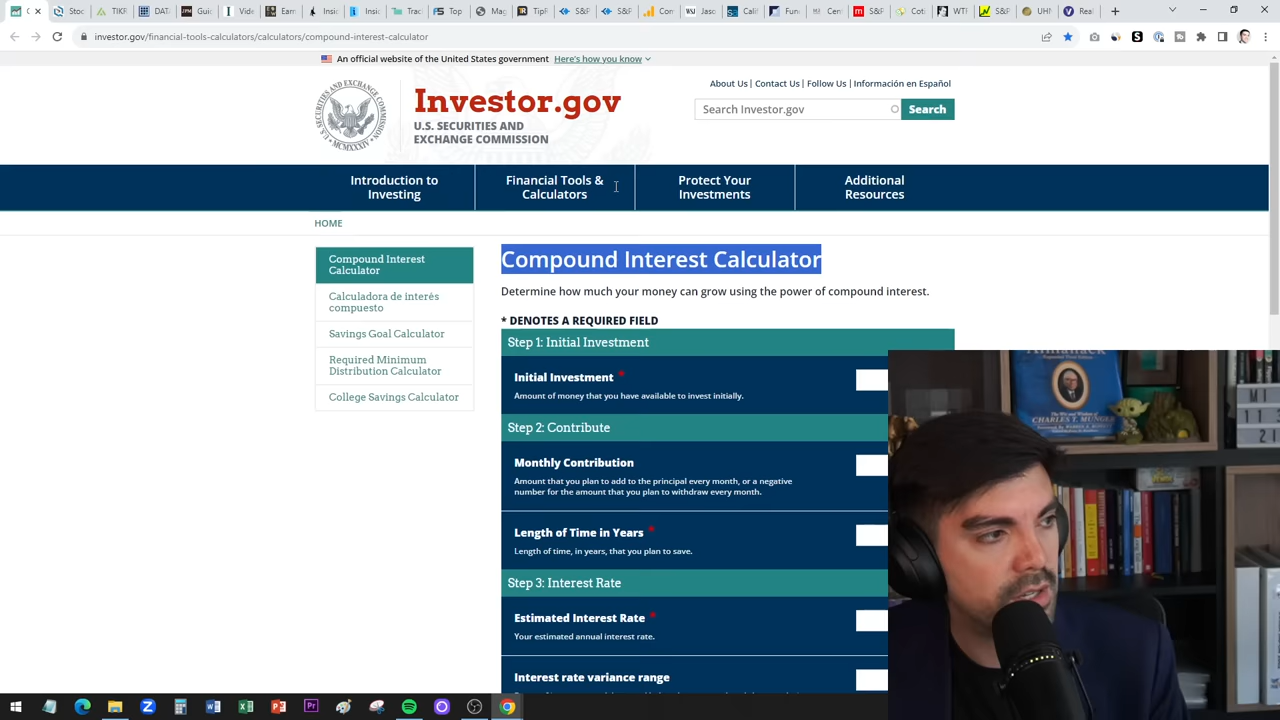 Stoc
Dat
Dat
Gui
Vide
Bac
investor.gov/financial-tools-calculators/calculators/compound-interest-calculator
An official website of the United States government Here's how you know
About Us | Contact Us | Follow Us | Información en Español
Investor.gov
U.S. SECURITIES AND
EXCHANGE COMMISSION
Search Investor.gov
Search
Introduction to
Investing
Financial Tools &
Calculators
Protect Your
Investments
Additional
Resources
HOME
Compound Interest
Calculator
Calculadora de interés
compuesto
Savings Goal Calculator
Required Minimum
Distribution Calculator
College Savings Calculator
Compound Interest Calculator
Determine how much your money can grow using the power of compound interest.
* DENOTES A REQUIRED FIELD
Step 1: Initial Investment
Initial Investment *
Amount of money that you have available to invest initially.
Step 2: Contribute
Monthly Contribution
Amount that you plan to add to the principal every month, or a negative
number for the amount that you plan to withdraw every month.
Length of Time in Years *
Length of time, in years, that you plan to save.
Step 3: Interest Rate
Estimated Interest Rate *
Your estimated annual interest rate.
Interest rate variance range
CHARLES T. MUNGER